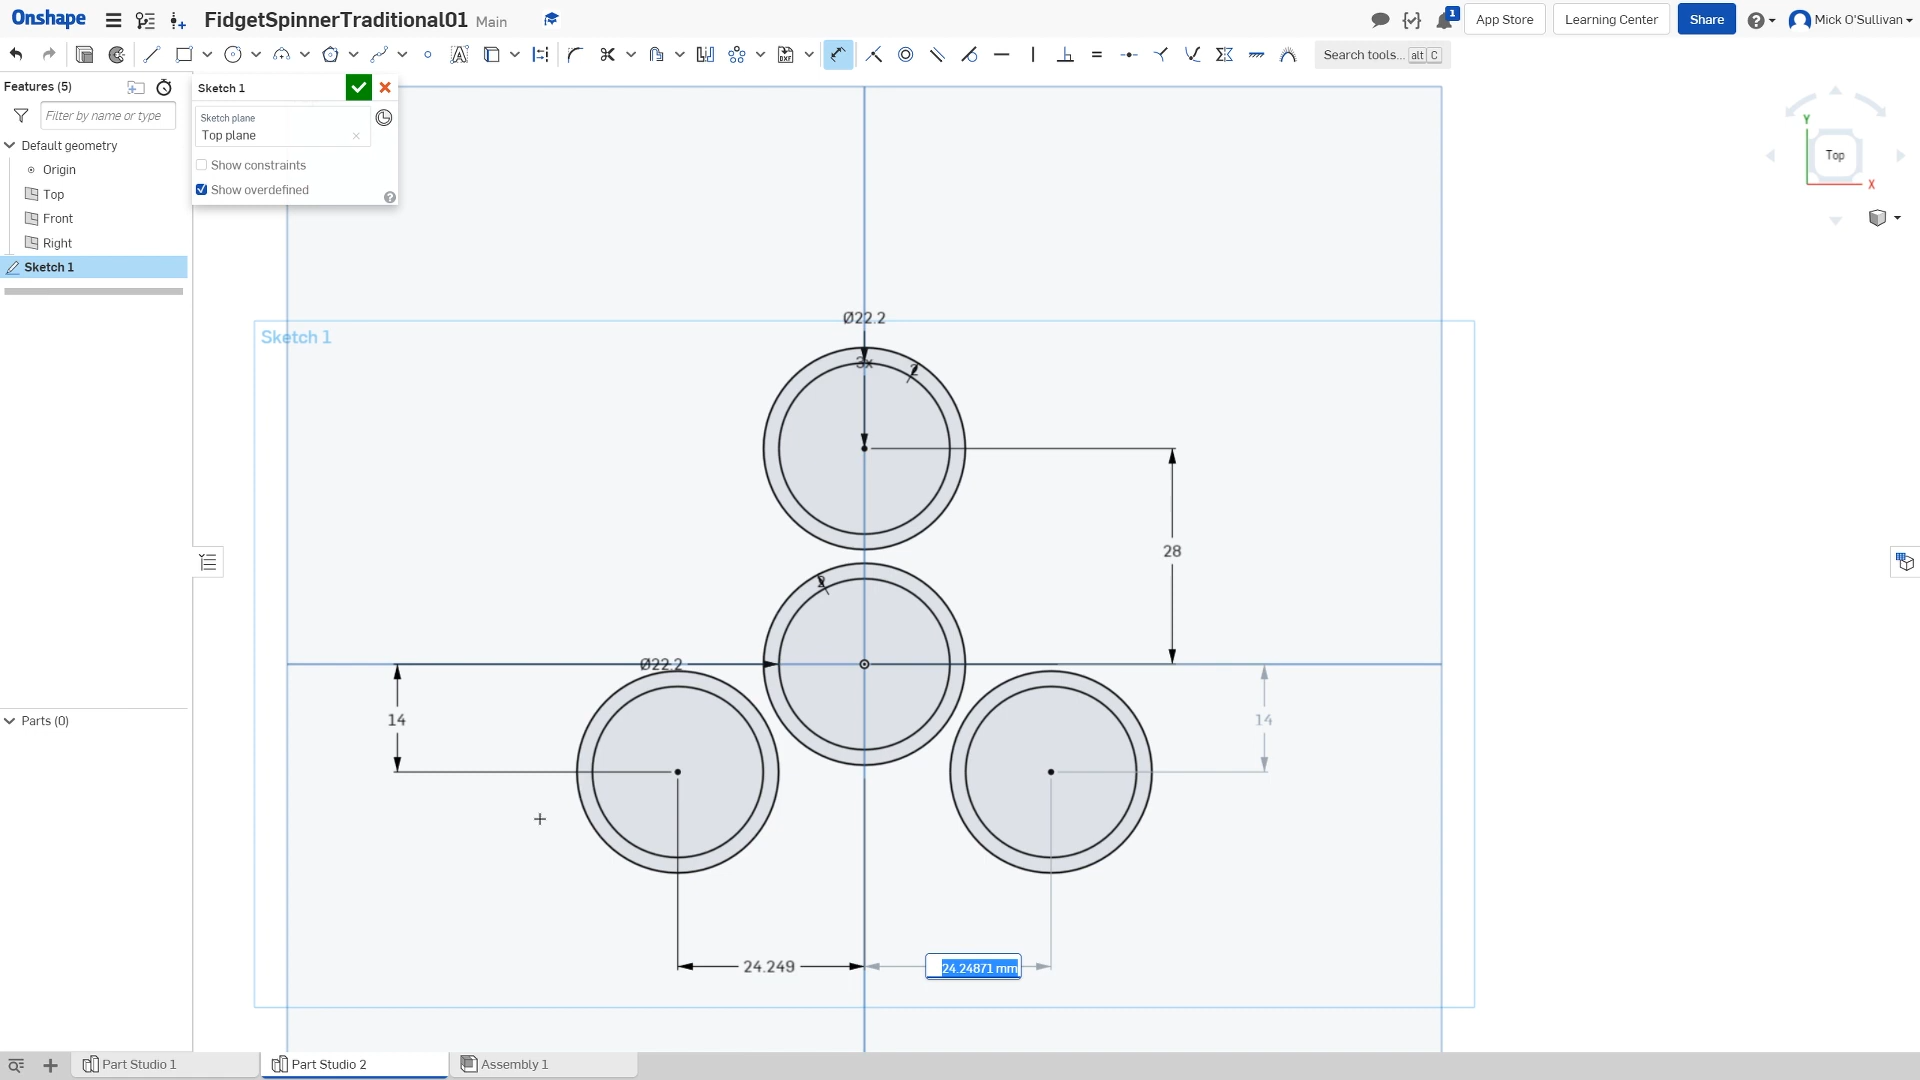 Onshape FidgetSpinnerTraditional01 Main 1 App Store Learning Center Share Mick O'Sullivan
Search tools... alt C
Features (5)
Filter by name or type
Default geometry
Origin
Top
Front
Right
Sketch 1
Parts (0)
Sketch 1
Sketch plane
Top plane
Show constraints
Show overdefined
Y
Top
X
Sketch 1
Ø22.2
3x
2
28
2
Ø22.2
14
14
24.249
24.24871 mm
Part Studio 1
Part Studio 2
Assembly 1